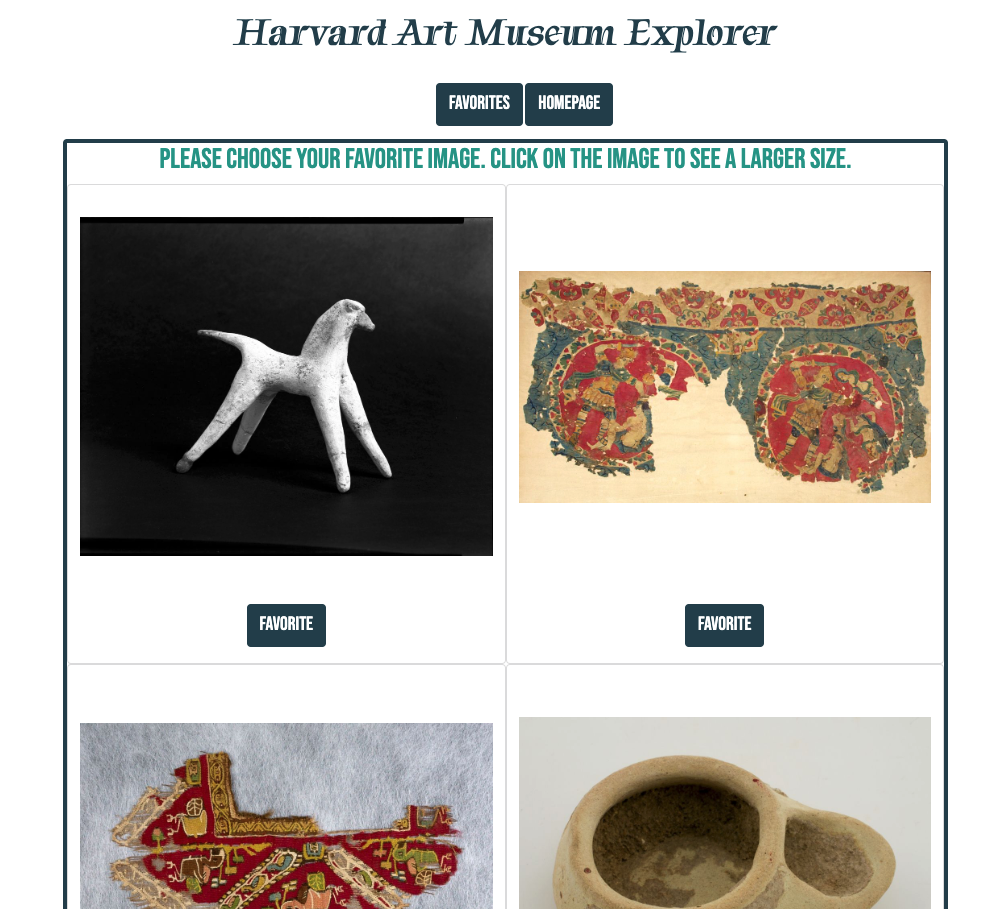 Harvard Art Museum Explorer
FAVORITES HOMEPAGE
PLEASE CHOOSE YOUR FAVORITE IMAGE. CLICK ON THE IMAGE TO SEE A LARGER SIZE.
FAVORITE FAVORITE